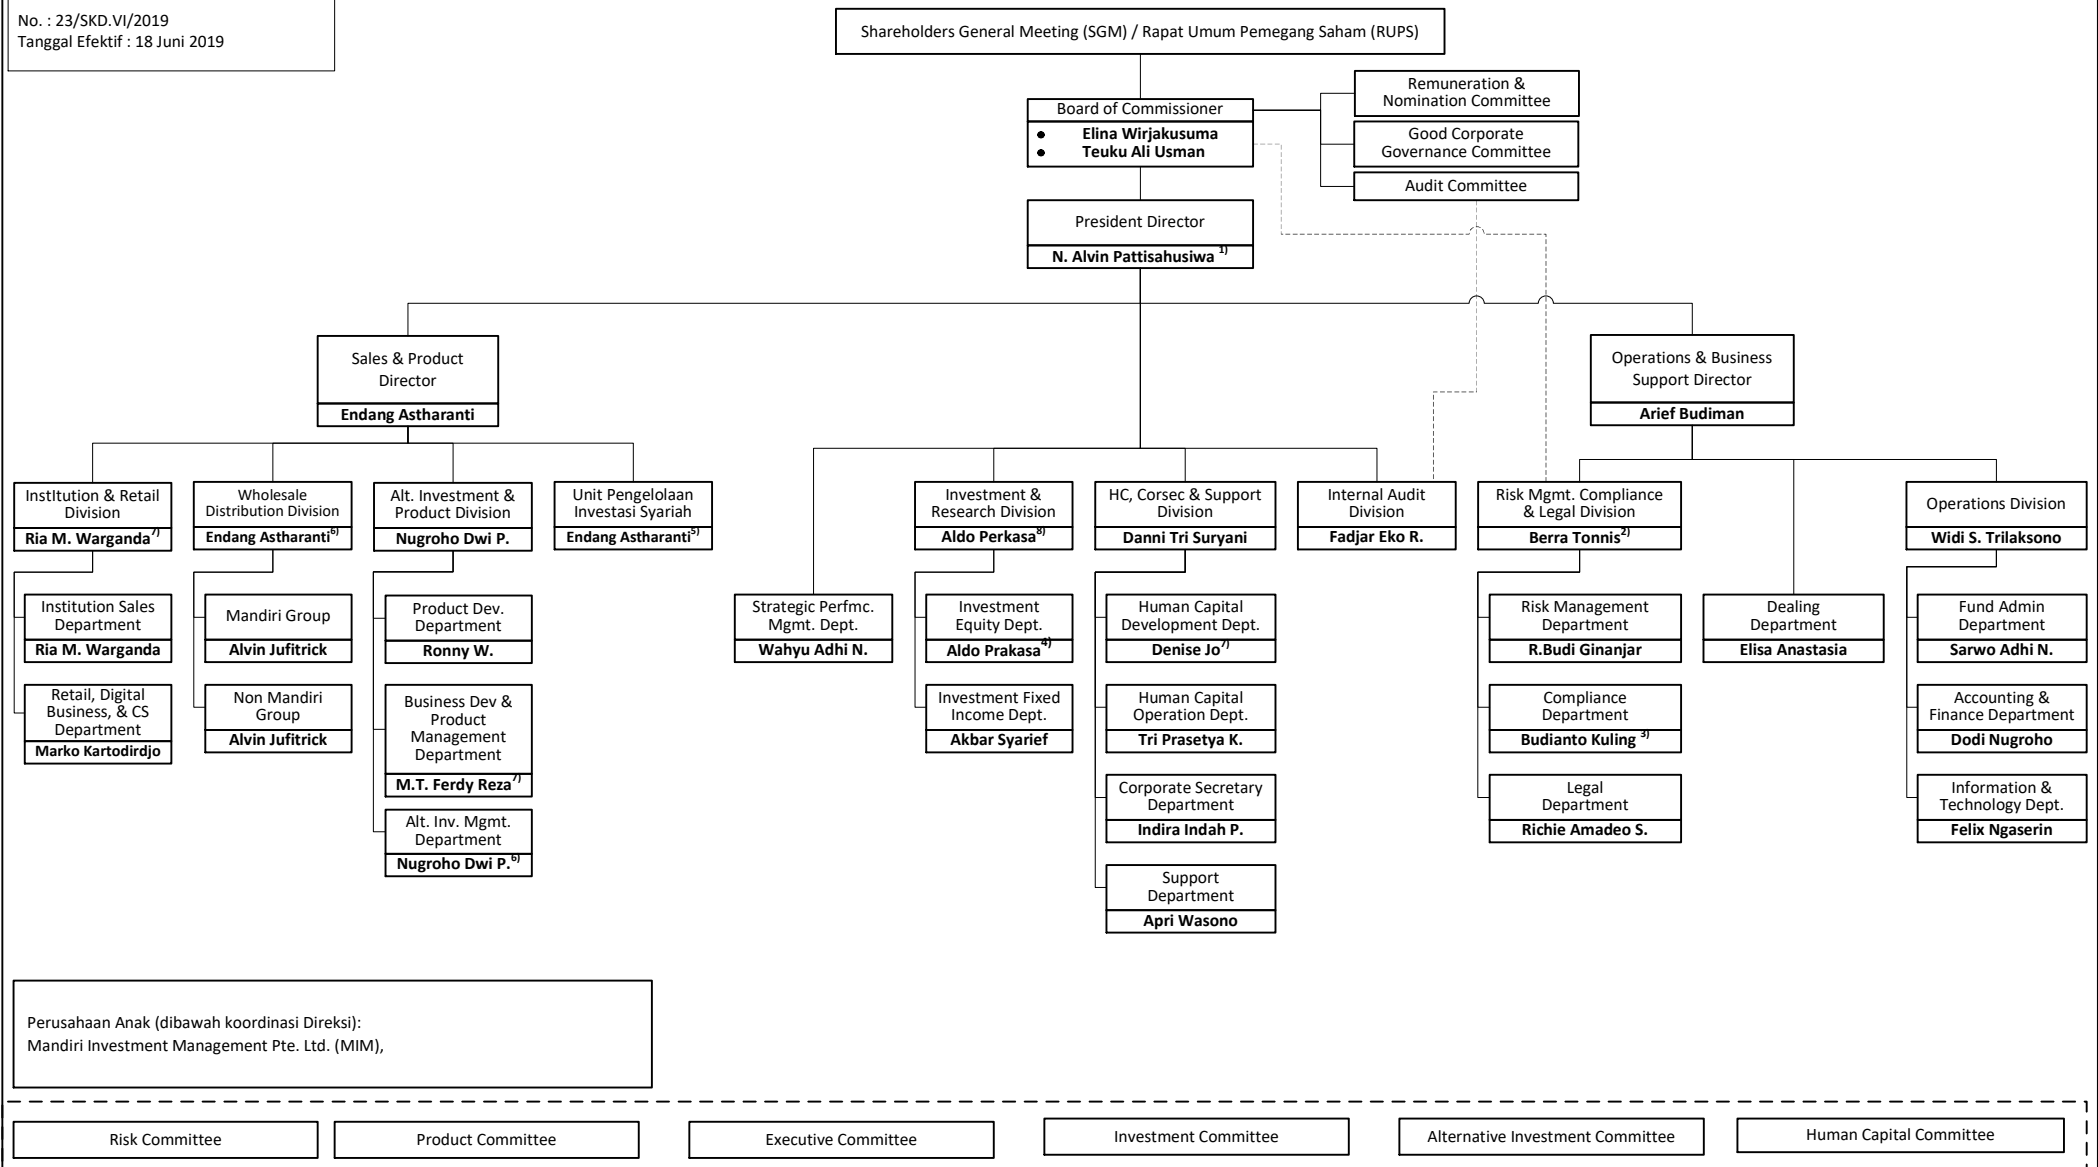 No. : 23/SKD.VI/2019
Tanggal Efektif : 18 Juni 2019
Shareholders General Meeting (SGM) / Rapat Umum Pemegang Saham (RUPS)
Board of Commissioner
● Elina Wirjakusuma
● Teuku Ali Usman
Remuneration &
Nomination Committee
Good Corporate
Governance Committee
Audit Committee
President Director
N. Alvin Pattisahusiwa 1)
Sales & Product
Director
Endang Astharanti
Operations & Business
Support Director
Arief Budiman
InstItution & Retail
Division
Ria M. Warganda7)
Wholesale
Distribution Division
Endang Astharanti6)
Alt. Investment &
Product Division
Nugroho Dwi P.
Unit Pengelolaan
Investasi Syariah
Endang Astharanti5)
Investment &
Research Division
Aldo Perkasa8)
HC, Corsec & Support
Division
Danni Tri Suryani
Internal Audit
Division
Fadjar Eko R.
Risk Mgmt. Compliance
& Legal Division
Berra Tonnis2)
Operations Division
Widi S. Trilaksono
Institution Sales
Department
Ria M. Warganda
Retail, Digital
Business, & CS
Department
Marko Kartodirdjo
Mandiri Group
Alvin Jufitrick
Non Mandiri
Group
Alvin Jufitrick
Product Dev.
Department
Ronny W.
Business Dev &
Product
Management
Department
M.T. Ferdy Reza7)
Alt. Inv. Mgmt.
Department
Nugroho Dwi P.6)
Strategic Perfmc.
Mgmt. Dept.
Wahyu Adhi N.
Investment
Equity Dept.
Aldo Prakasa4)
Investment Fixed
Income Dept.
Akbar Syarief
Human Capital
Development Dept.
Denise Jo7)
Human Capital
Operation Dept.
Tri Prasetya K.
Corporate Secretary
Department
Indira Indah P.
Support
Department
Apri Wasono
Risk Management
Department
R.Budi Ginanjar
Compliance
Department
Budianto Kuling 3)
Legal
Department
Richie Amadeo S.
Dealing
Department
Elisa Anastasia
Fund Admin
Department
Sarwo Adhi N.
Accounting &
Finance Department
Dodi Nugroho
Information &
Technology Dept.
Felix Ngaserin
Perusahaan Anak (dibawah koordinasi Direksi):
Mandiri Investment Management Pte. Ltd. (MIM),
Risk Committee
Product Committee
Executive Committee
Investment Committee
Alternative Investment Committee
Human Capital Committee